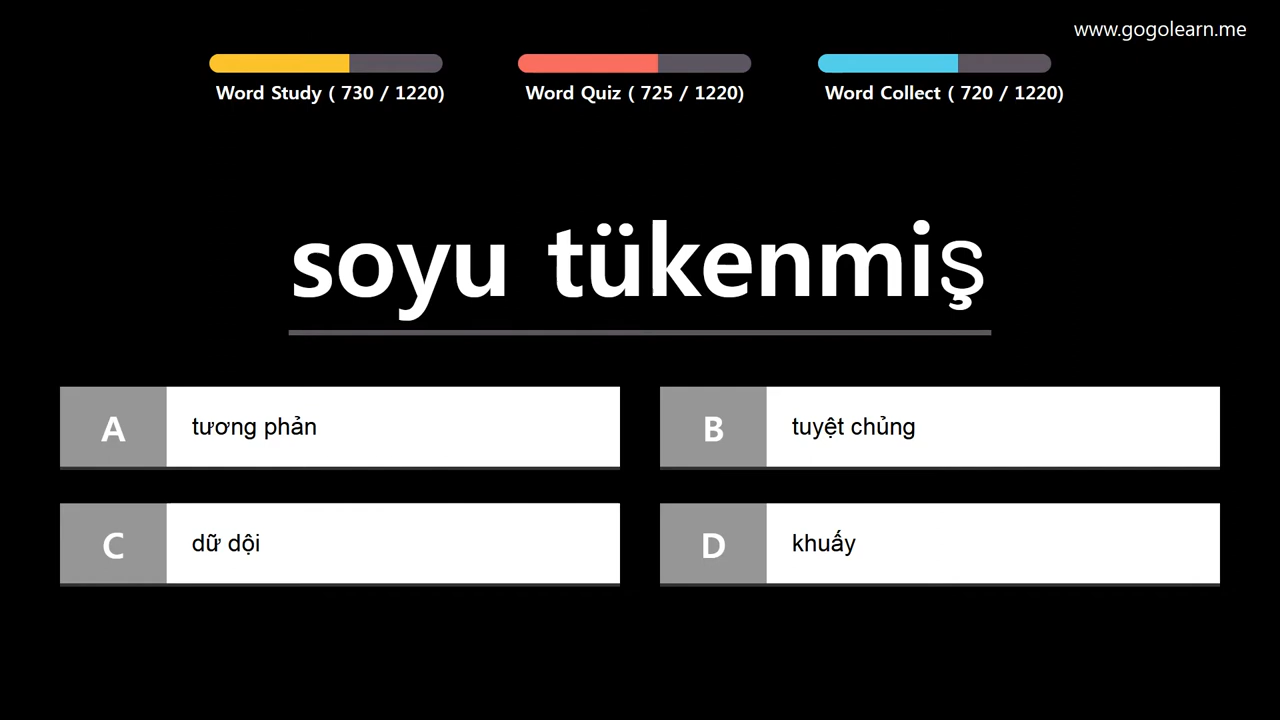 www.gogolearn.me
Word Study ( 730 / 1220)
Word Quiz ( 725 / 1220)
Word Collect ( 720 / 1220)
soyu tükenmiş
A tương phản
B tuyệt chủng
C dữ dội
D khuấy